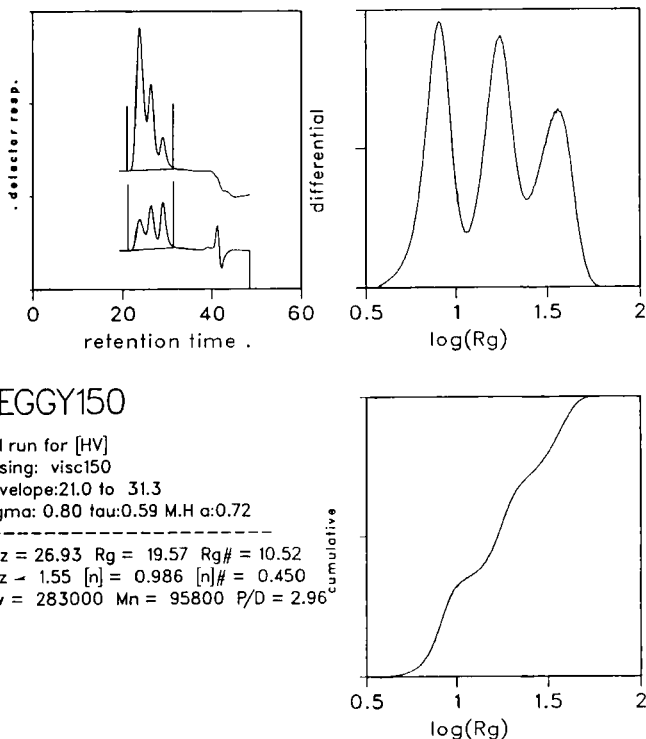 . detector resp.
0 20 40 60
retention time .
differential
0.5 1 1.5 2
log(Rg)
EGGY150
run for [HV]
sing: visc150
velope:21.0 to 31.3
gma: 0.80 tau:0.59 M.H a:0.72
z = 26.93 Rg = 19.57 Rg# = 10.52
z - 1.55 [n] = 0.986 [n]# = 0.450
= 283000 Mn = 95800 P/D = 2.96
cumulative
0.5 1 1.5 2
log(Rg)